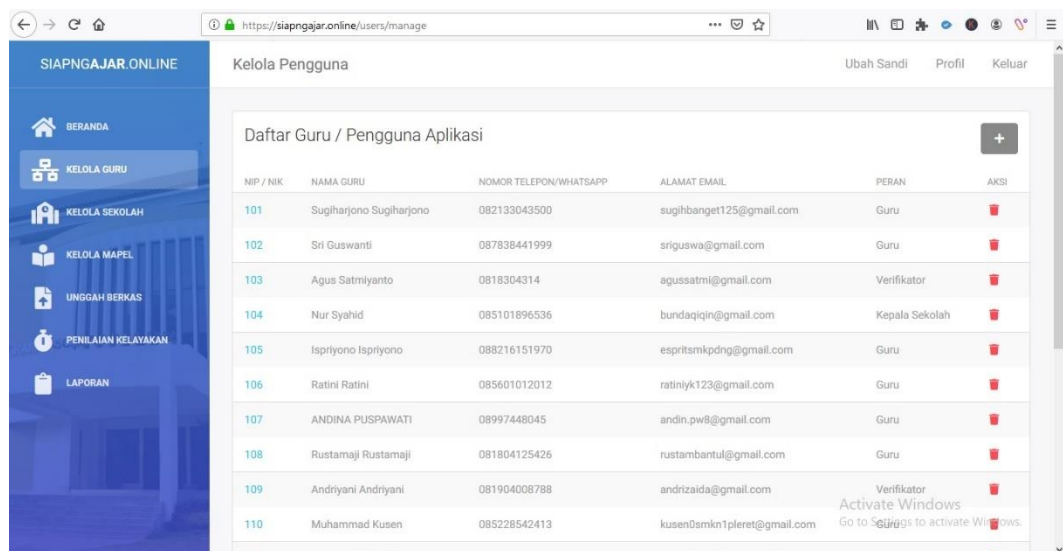 https://siapngajar.online/users/manage
SIAPNGAJAR.ONLINE
Kelola Pengguna
Ubah Sandi Profil Keluar
BERANDA
KELOLA GURU
KELOLA SEKOLAH
KELOLA MAPEL
UNGGAH BERKAS
PENILAIAN KELAYAKAN
LAPORAN
Daftar Guru / Pengguna Aplikasi
+
NIP / NIK NAMA GURU NOMOR TELEPON/WHATSAPP ALAMAT EMAIL PERAN AKSI
101 Sugiharjono Sugiharjono 082133043500 sugihbanget125@gmail.com Guru
102 Sri Guswanti 087838441999 sriguswa@gmail.com Guru
103 Agus Satmiyanto 0818304314 agussatmi@gmail.com Verifikator
104 Nur Syahid 085101896536 bundaqiqin@gmail.com Kepala Sekolah
105 Ispriyono Ispriyono 088216151970 espritsmkpdng@gmail.com Guru
106 Ratini Ratini 085601012012 ratiniyk123@gmail.com Guru
107 ANDINA PUSPAWATI 08997448045 andin.pw8@gmail.com Guru
108 Rustamaji Rustamaji 081804125426 rustambantul@gmail.com Guru
109 Andriyani Andriyani 081904008788 andrizaida@gmail.com Verifikator
110 Muhammad Kusen 085228542413 kusen0smkn1pleret@gmail.com Guru
Activate Windows
Go to Settings to activate Windows.